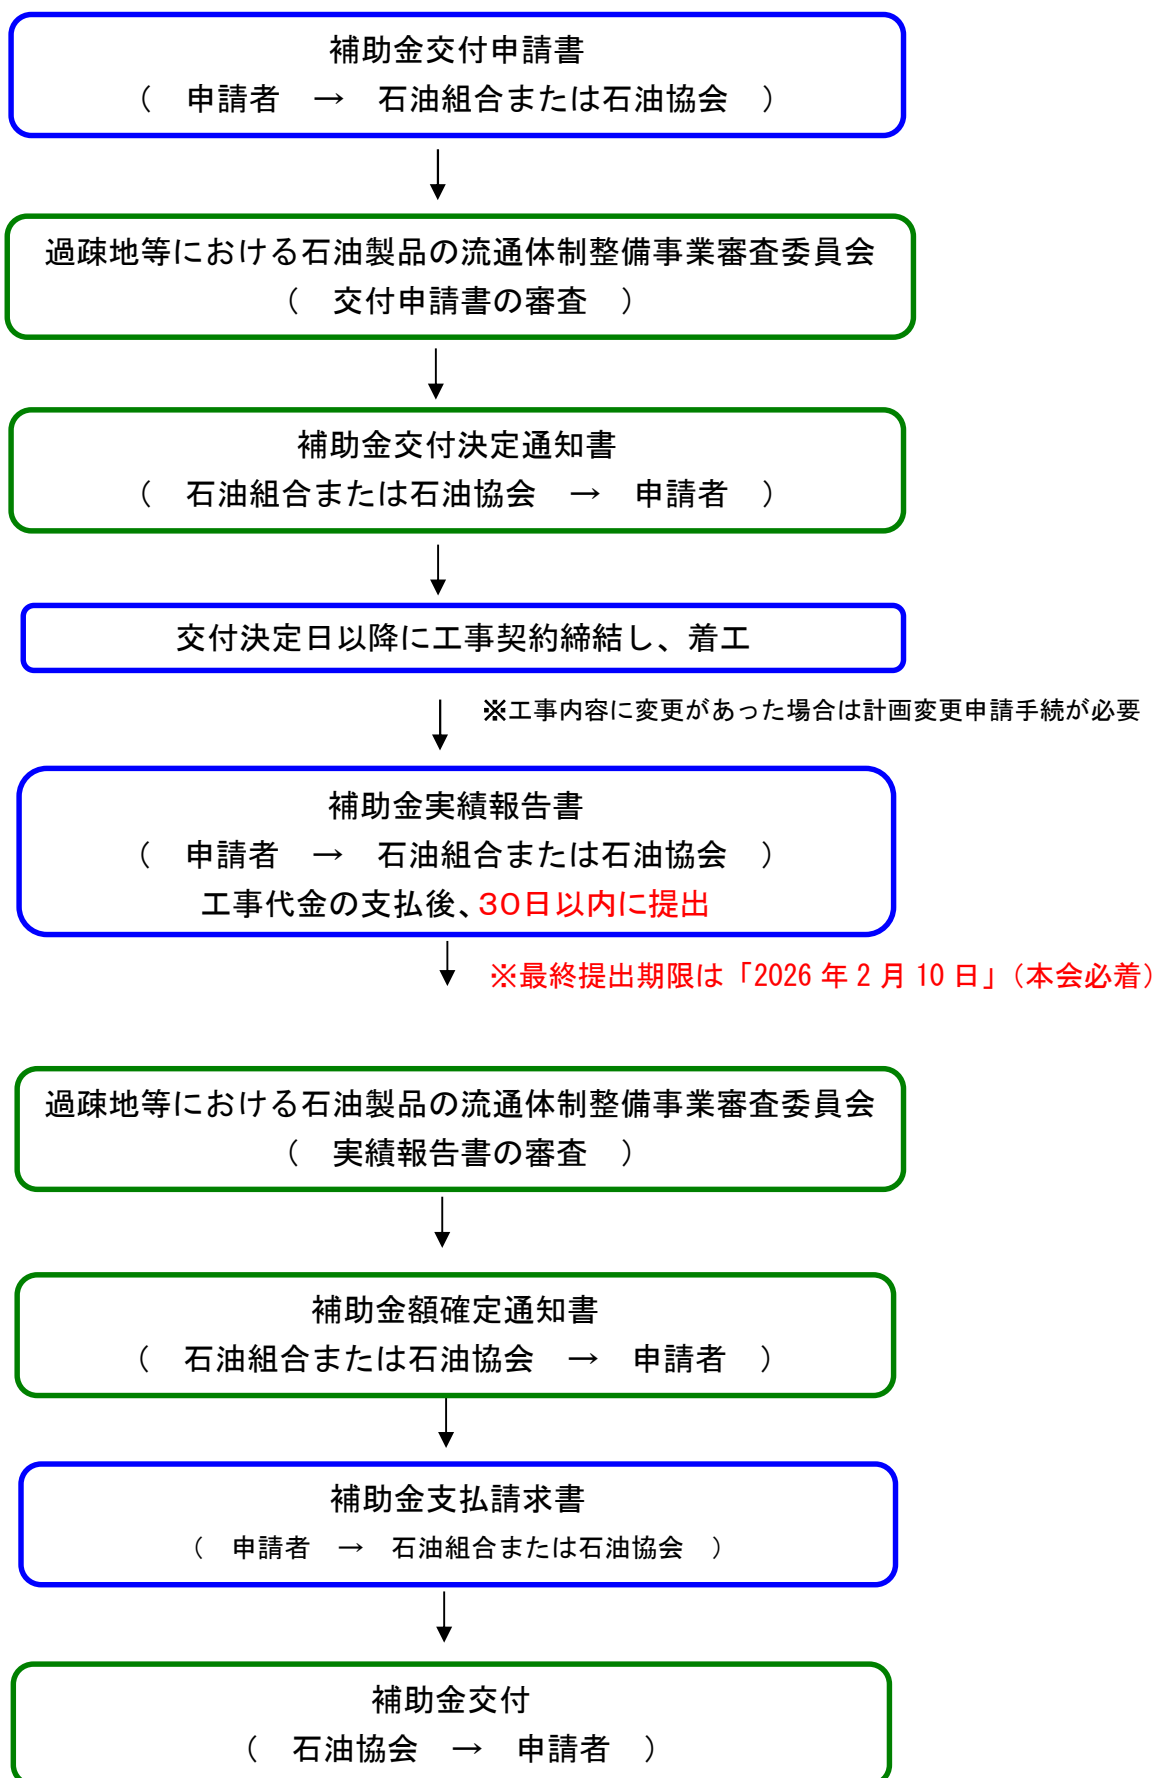 補助金交付申請書
（　申請者　→　石油組合または石油協会　）
過疎地等における石油製品の流通体制整備事業審査委員会
（　交付申請書の審査　）
補助金交付決定通知書
（　石油組合または石油協会　→　申請者　）
交付決定日以降に工事契約締結し、着工
※工事内容に変更があった場合は計画変更申請手続が必要
補助金実績報告書
（　申請者　→　石油組合または石油協会　）
工事代金の支払後、30日以内に提出
※最終提出期限は「2026 年 2 月 10 日」（本会必着）
過疎地等における石油製品の流通体制整備事業審査委員会
（　実績報告書の審査　）
補助金額確定通知書
（　石油組合または石油協会　→　申請者　）
補助金支払請求書
（　申請者　→　石油組合または石油協会　）
補助金交付
（　石油協会　→　申請者　）